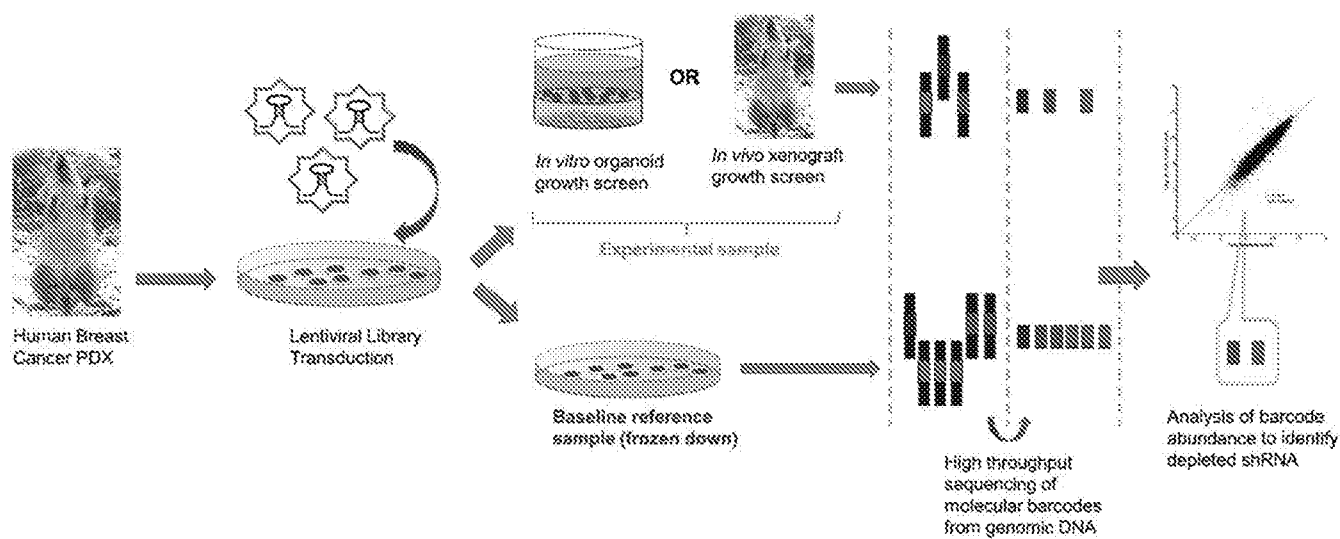 Human Breast
Cancer PDX
Lentiviral Library
Transduction
In vitro organoid
growth screen
OR
In vivo xenograft
growth screen
Experimental sample
Baseline reference
sample (frozen down)
High throughput
sequencing of
molecular barcodes
from genomic DNA
Analysis of barcode
abundance to identify
depleted shRNA